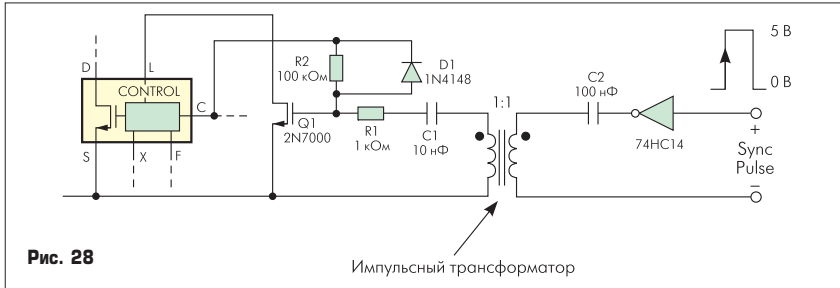 D
L
CONTROL
C
S
X
F
R2
100 кОм
D1
1N4148
Q1
2N7000
R1
1 кОм
C1
10 нФ
1:1
C2
100 нФ
74HC14
5 В
0 В
+
Sync
Pulse
–
Импульсный трансформатор
Рис. 28